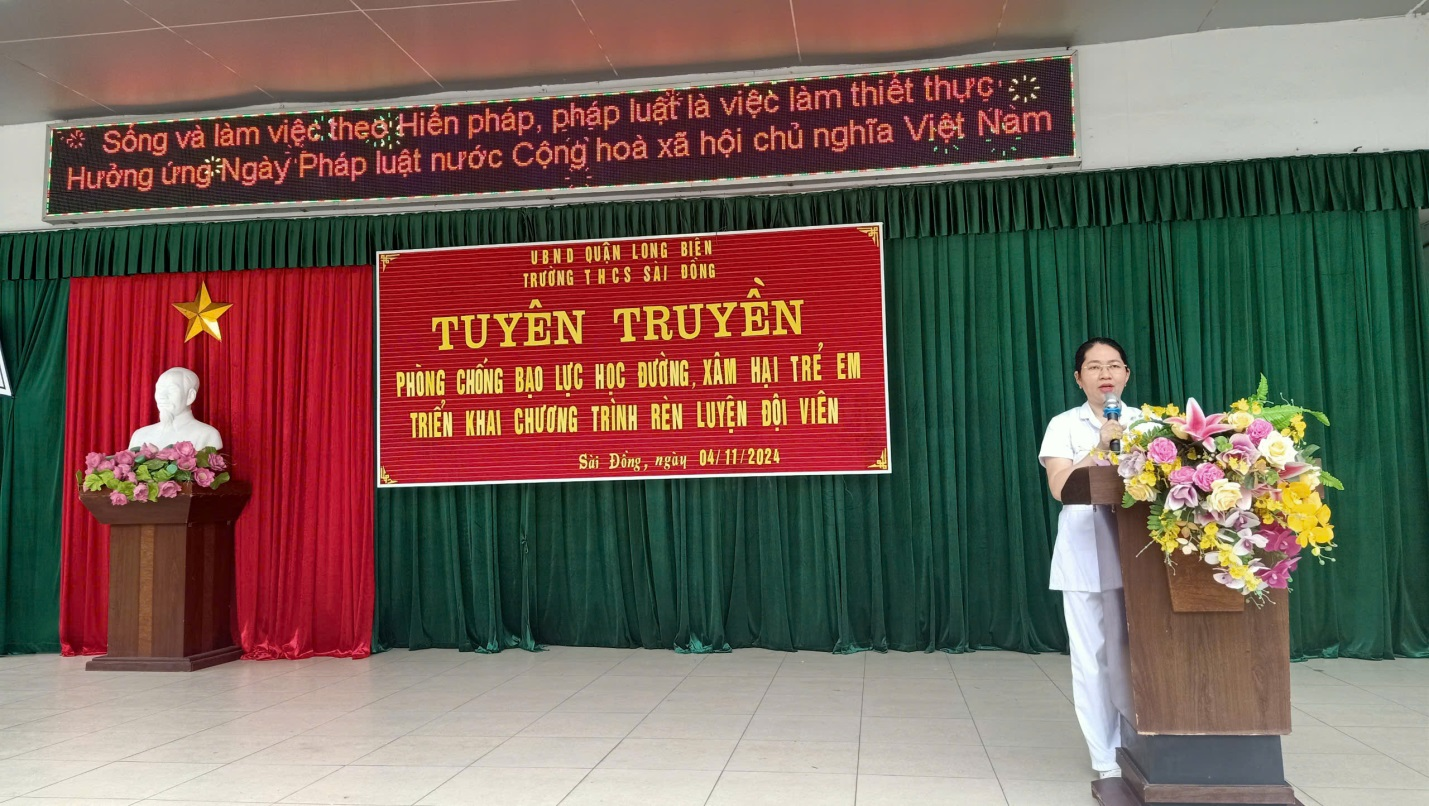 Sống và làm việc theo Hiến pháp, pháp luật là việc làm thiết thực
Hưởng ứng Ngày Pháp luật nước Cộng hoà xã hội chủ nghĩa Việt Nam
UBND QUẬN LONG BIÊN
TRƯỜNG THCS SÀI ĐỒNG
TUYÊN TRUYỀN
PHÒNG CHỐNG BẠO LỰC HỌC ĐƯỜNG, XÂM HẠI TRẺ EM
TRIỂN KHAI CHƯƠNG TRÌNH RÈN LUYỆN ĐỘI VIÊN
Sài Đồng, ngày 04/11/2024